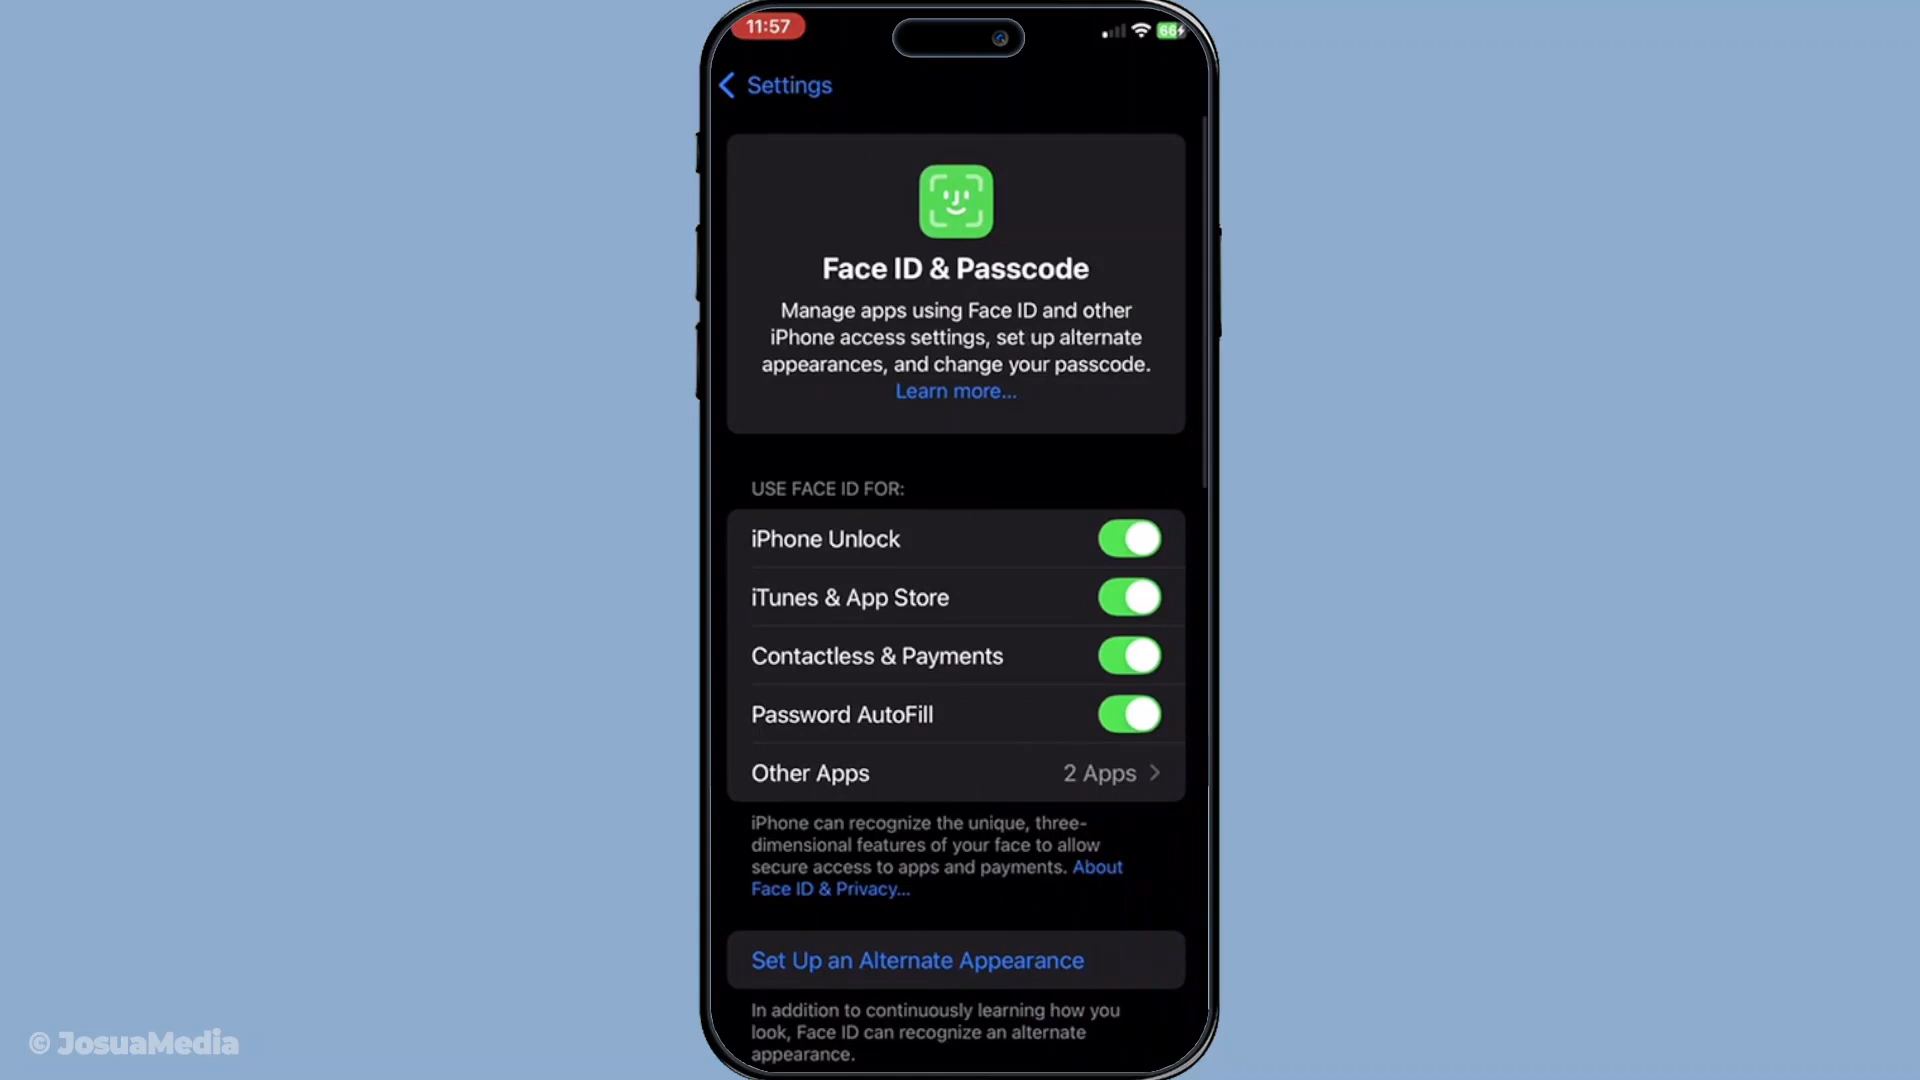 11:57
66
Settings
Face ID & Passcode
Manage apps using Face ID and other
iPhone access settings, set up alternate
appearances, and change your passcode.
Learn more...
USE FACE ID FOR:
iPhone Unlock
iTunes & App Store
Contactless & Payments
Password AutoFill
Other Apps 2 Apps
iPhone can recognize the unique, three-
dimensional features of your face to allow
secure access to apps and payments. About
Face ID & Privacy...
Set Up an Alternate Appearance
In addition to continuously learning how you
look, Face ID can recognize an alternate
appearance.
© JosuaMedia